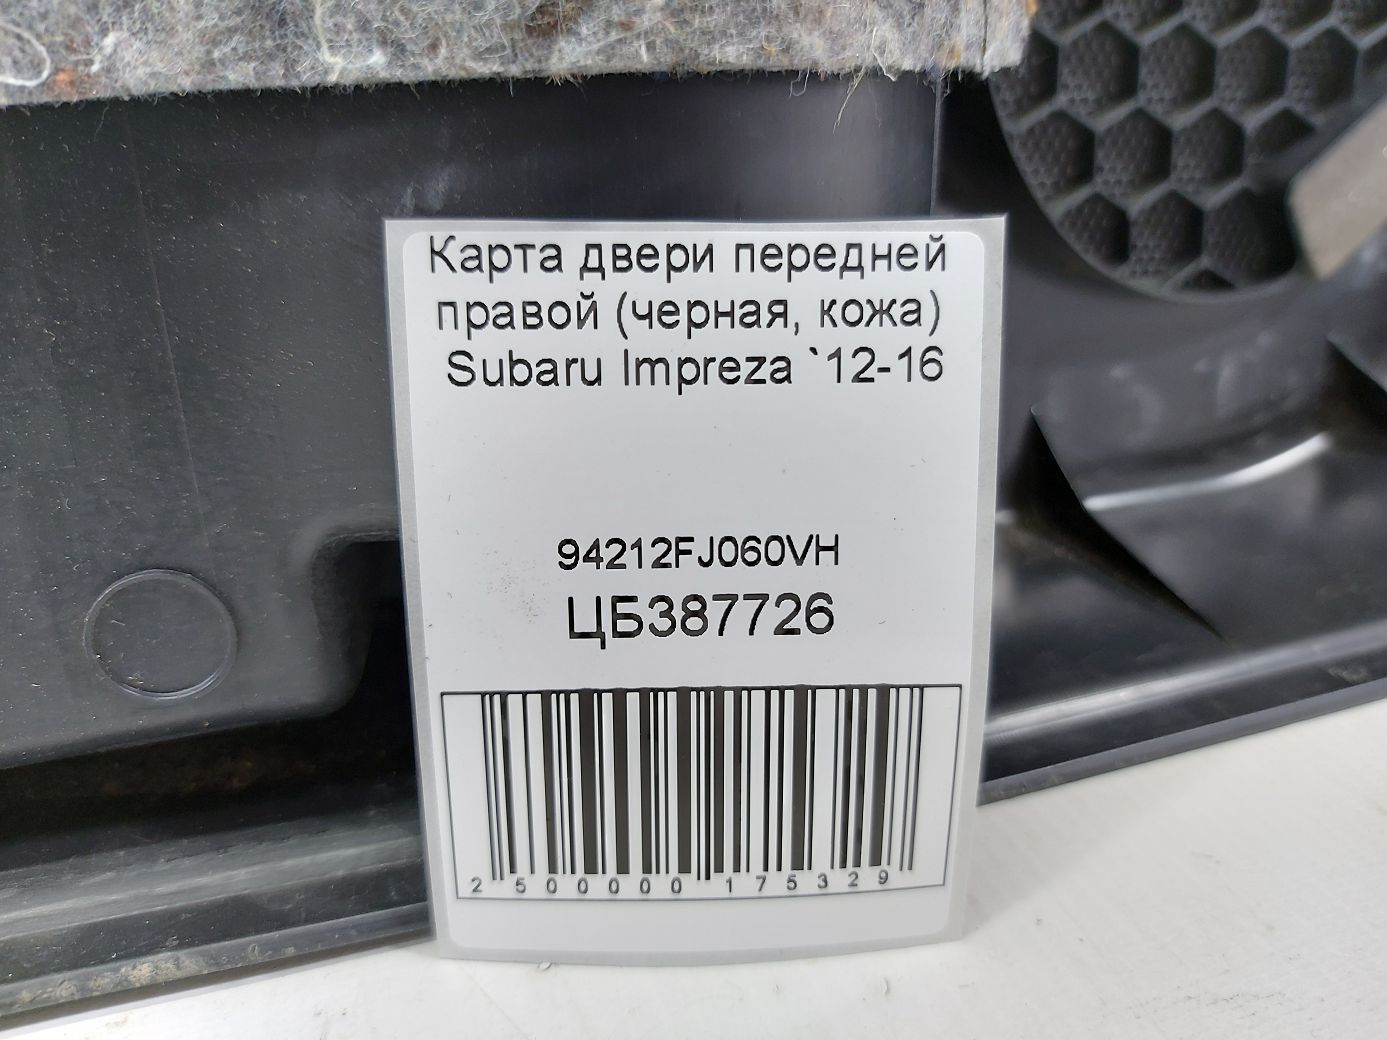 Карта двери передней
правой (черная, кожа)
Subaru Impreza `12-16
94212FJ060VH
ЦБ387726
2 500000 175329